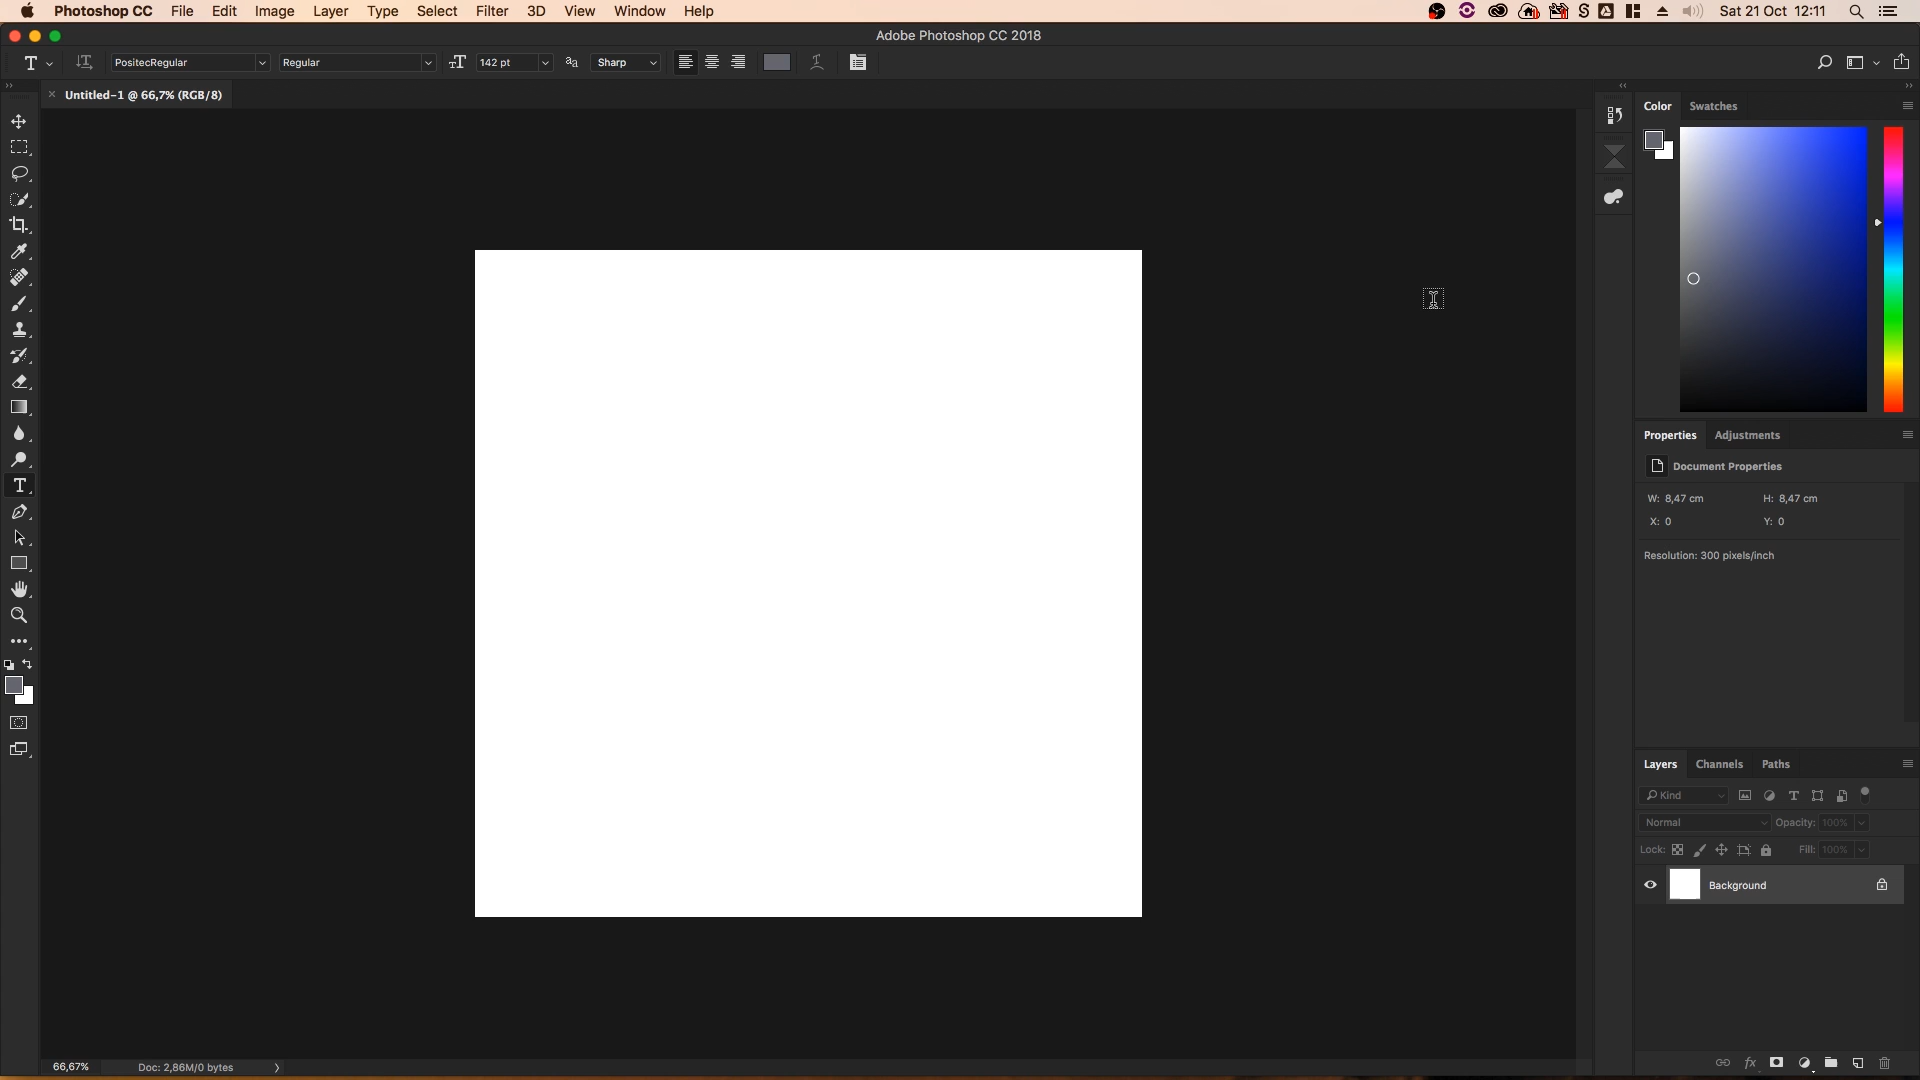 Photoshop CC File Edit Image Layer Type Select Filter 3D View Window Help Sat 21 Oct 12:11
Adobe Photoshop CC 2018
PositecRegular Regular 142 pt Sharp
Untitled-1 @ 66,7% (RGB/8)
Color Swatches
Properties Adjustments
Document Properties
W: 8,47 cm H: 8,47 cm
X: 0 Y: 0
Resolution: 300 pixels/inch
Layers Channels Paths
Kind
Normal Opacity: 100%
Lock: Fill: 100%
Background
fx
66,67% Doc: 2,86M/0 bytes